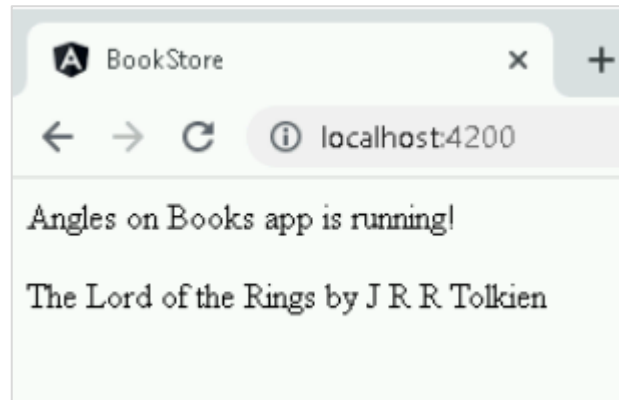 BookStore
localhost:4200
Angles on Books app is running!
The Lord of the Rings by J R R Tolkien